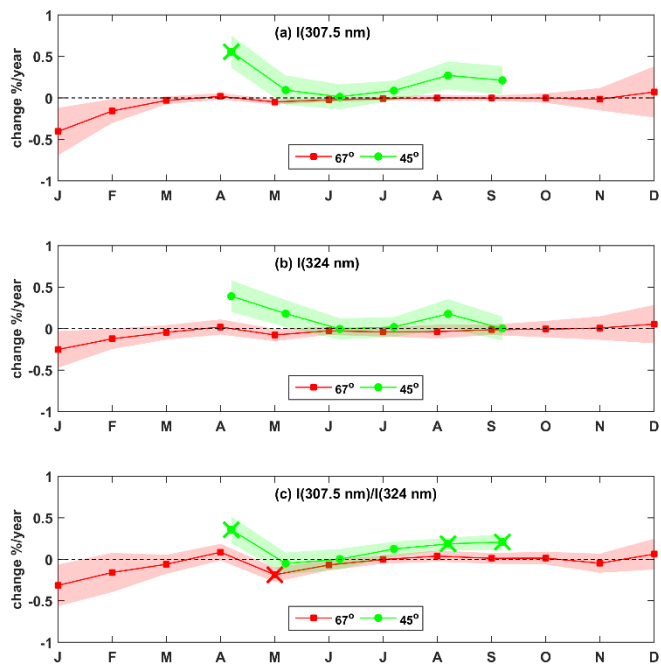 (a) I(307.5 nm)
change %/year
1
0.5
0
-0.5
-1
67° 45°
J F M A M J J A S O N D
(b) I(324 nm)
change %/year
1
0.5
0
-0.5
-1
67° 45°
J F M A M J J A S O N D
(c) I(307.5 nm)/I(324 nm)
change %/year
1
0.5
0
-0.5
-1
67° 45°
J F M A M J J A S O N D